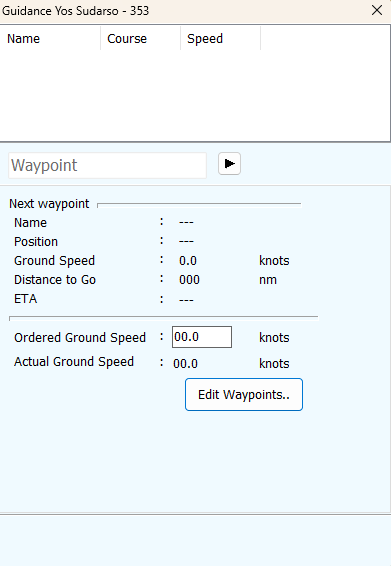 Guidance Yos Sudarso - 353
Name Course Speed
Waypoint
Next waypoint
Name : ---
Position : ---
Ground Speed : 0.0 knots
Distance to Go : 000 nm
ETA : ---
Ordered Ground Speed : 00.0 knots
Actual Ground Speed : 00.0 knots
Edit Waypoints..